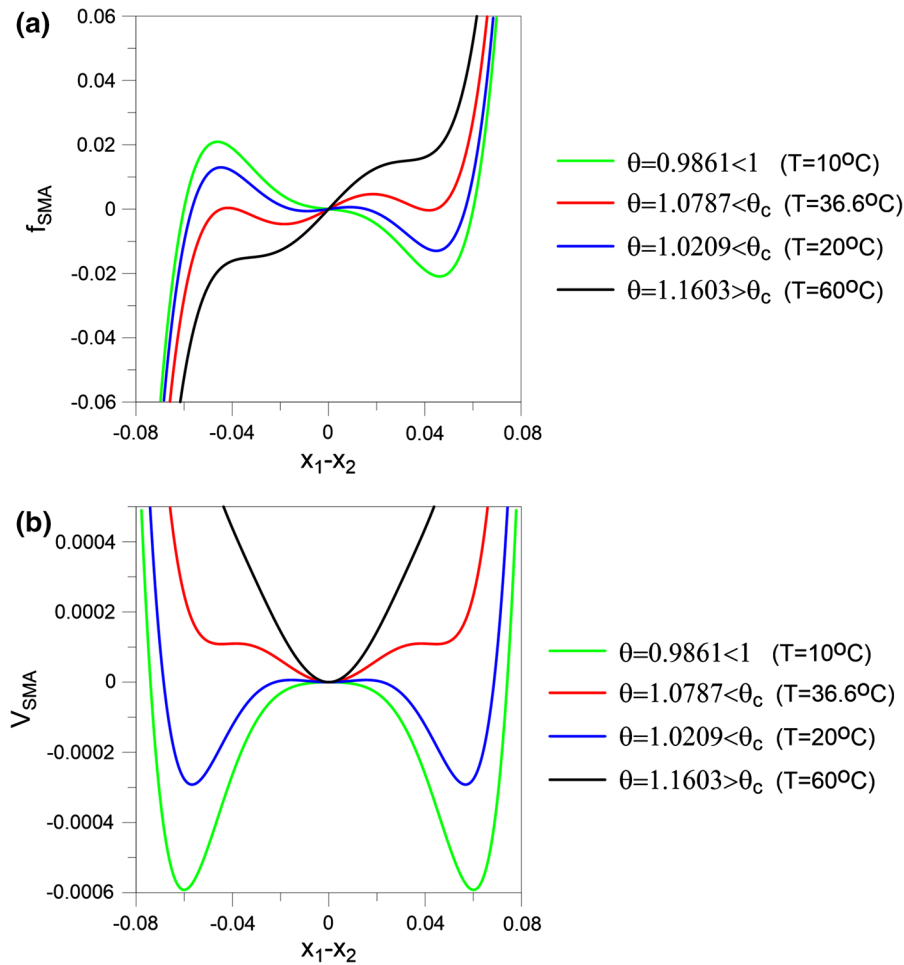 (a)
0.06
0.04
0.02
0
-0.02
-0.04
-0.06
fSMA
-0.08 -0.04 0 0.04 0.08
x1-x2
θ=0.9861<1 (T=10ºC)
θ=1.0787<θc (T=36.6ºC)
θ=1.0209<θc (T=20ºC)
θ=1.1603>θc (T=60ºC)
(b)
0.0004
0.0002
0
-0.0002
-0.0004
-0.0006
VSMA
-0.08 -0.04 0 0.04 0.08
x1-x2
θ=0.9861<1 (T=10ºC)
θ=1.0787<θc (T=36.6ºC)
θ=1.0209<θc (T=20ºC)
θ=1.1603>θc (T=60ºC)